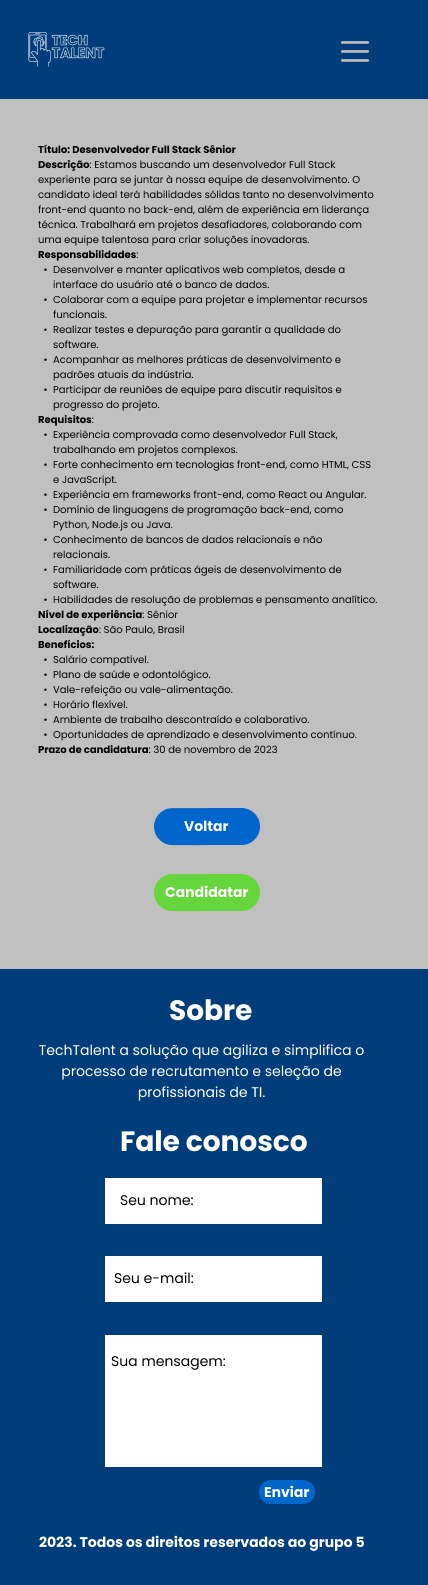 TECH
TALENT
Título: Desenvolvedor Full Stack Sênior
Descrição: Estamos buscando um desenvolvedor Full Stack
experiente para se juntar à nossa equipe de desenvolvimento. O
candidato ideal terá habilidades sólidas tanto no desenvolvimento
front-end quanto no back-end, além de experiência em liderança
técnica. Trabalhará em projetos desafiadores, colaborando com
uma equipe talentosa para criar soluções inovadoras.
Responsabilidades:
• Desenvolver e manter aplicativos web completos, desde a
interface do usuário até o banco de dados.
• Colaborar com a equipe para projetar e implementar recursos
funcionais.
• Realizar testes e depuração para garantir a qualidade do
software.
• Acompanhar as melhores práticas de desenvolvimento e
padrões atuais da indústria.
• Participar de reuniões de equipe para discutir requisitos e
progresso do projeto.
Requisitos:
• Experiência comprovada como desenvolvedor Full Stack,
trabalhando em projetos complexos.
• Forte conhecimento em tecnologias front-end, como HTML, CSS
e JavaScript.
• Experiência em frameworks front-end, como React ou Angular.
• Domínio de linguagens de programação back-end, como
Python, Node.js ou Java.
• Conhecimento de bancos de dados relacionais e não
relacionais.
• Familiaridade com práticas ágeis de desenvolvimento de
software.
• Habilidades de resolução de problemas e pensamento analítico.
Nível de experiência: Sênior
Localização: São Paulo, Brasil
Benefícios:
• Salário compativel.
• Plano de saúde e odontológico.
• Vale-refeição ou vale-alimentação.
• Horário flexível.
• Ambiente de trabalho descontraído e colaborativo.
• Oportunidades de aprendizado e desenvolvimento contínuo.
Prazo de candidatura: 30 de novembro de 2023
Voltar
Candidatar
Sobre
TechTalent a solução que agiliza e simplifica o
processo de recrutamento e seleção de
profissionais de TI.
Fale conosco
Seu nome:
Seu e-mail:
Sua mensagem:
Enviar
2023. Todos os direitos reservados ao grupo 5